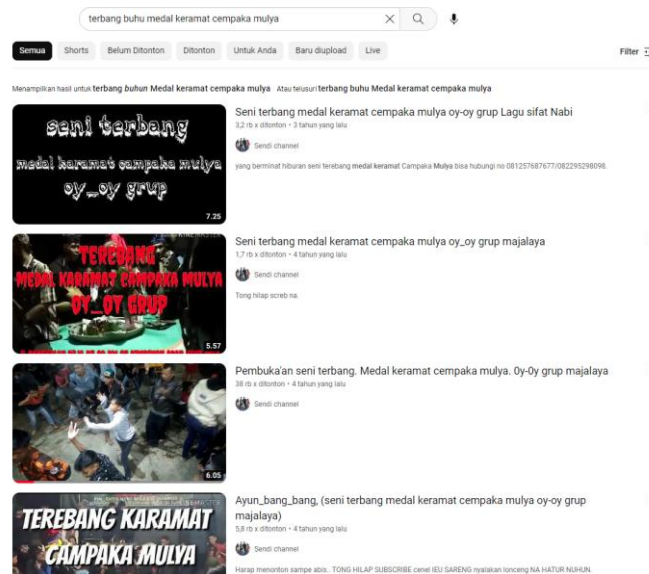 terbang buhu medal keramat cempaka mulya
Semua Shorts Belum Ditonton Ditonton Untuk Anda Baru diupload Live Filter
Menampilkan hasil untuk terbang buhun Medal keramat cempaka mulya Atau telusuri terbang buhu Medal keramat cempaka mulya
seni terbang
medal karamat campaka mulya
oy_oy grup
7.25
Seni terbang medal keramat cempaka mulya oy-oy grup Lagu sifat Nabi
3,2 rb x ditonton • 3 tahun yang lalu
Sendi channel
yang berminat hiburan seni terebang medal keramat Campaka Mulya bisa hubungi no 081257687677/082295298098.
TEREBANG
MEDAL KARAMAT CAMPAKA MULYA
OY_OY GRUP
5.57
Seni terbang medal keramat cempaka mulya oy_oy grup majalaya
1,7 rb x ditonton • 4 tahun yang lalu
Sendi channel
Tong hilap screb na.
6.05
Pembuka'an seni terbang. Medal keramat cempaka mulya. 0y-0y grup majalaya
38 rb x ditonton • 4 tahun yang lalu
Sendi channel
TEREBANG KARAMAT
CAMPAKA MULYA
Ayun_bang_bang, (seni terbang medal keramat cempaka mulya oy-oy grup
majalaya)
5,8 rb x ditonton • 4 tahun yang lalu
Sendi channel
Harap menonton sampe abis.. TONG HILAP SUBSCRIBE cenel IEU SARENG nyalakan lonceng NA HATUR NUHUN.